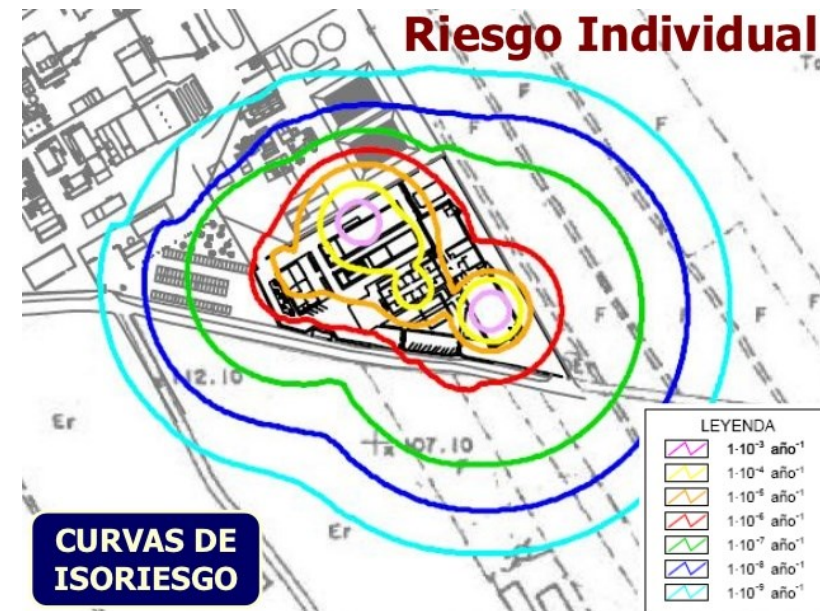 Riesgo Individual
To
F
F
F
F
F
F
F
112.10
Er
107.10
Er
CURVAS DE
ISORIESGO
LEYENDA
1·10⁻³ año⁻¹
1·10⁻⁴ año⁻¹
1·10⁻⁵ año⁻¹
1·10⁻⁶ año⁻¹
1·10⁻⁷ año⁻¹
1·10⁻⁸ año⁻¹
1·10⁻⁹ año⁻¹